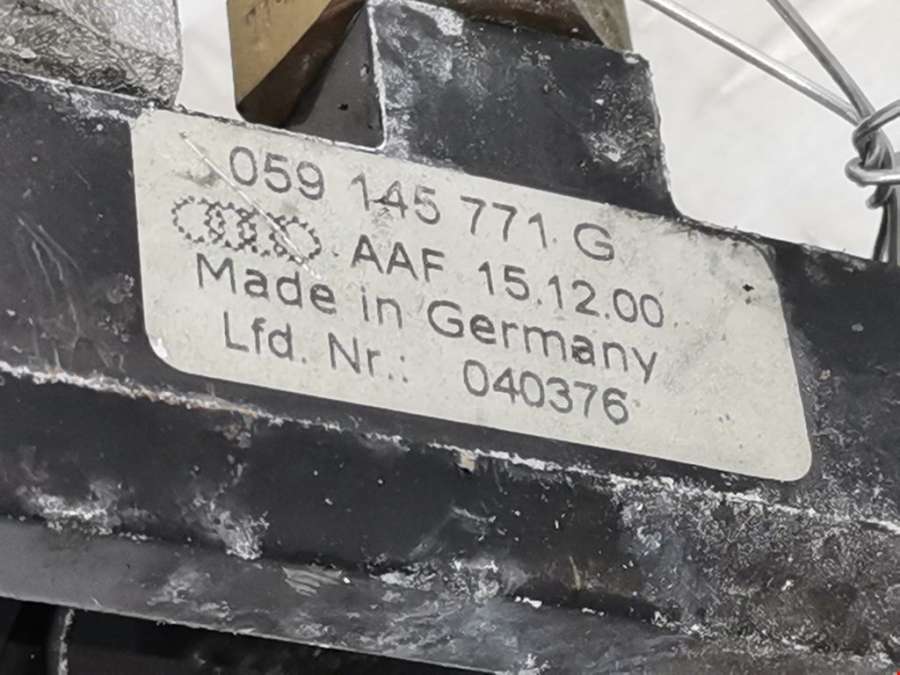 059 145 771 G
AAF 15.12.00
Made in Germany
Lfd. Nr.: 040376